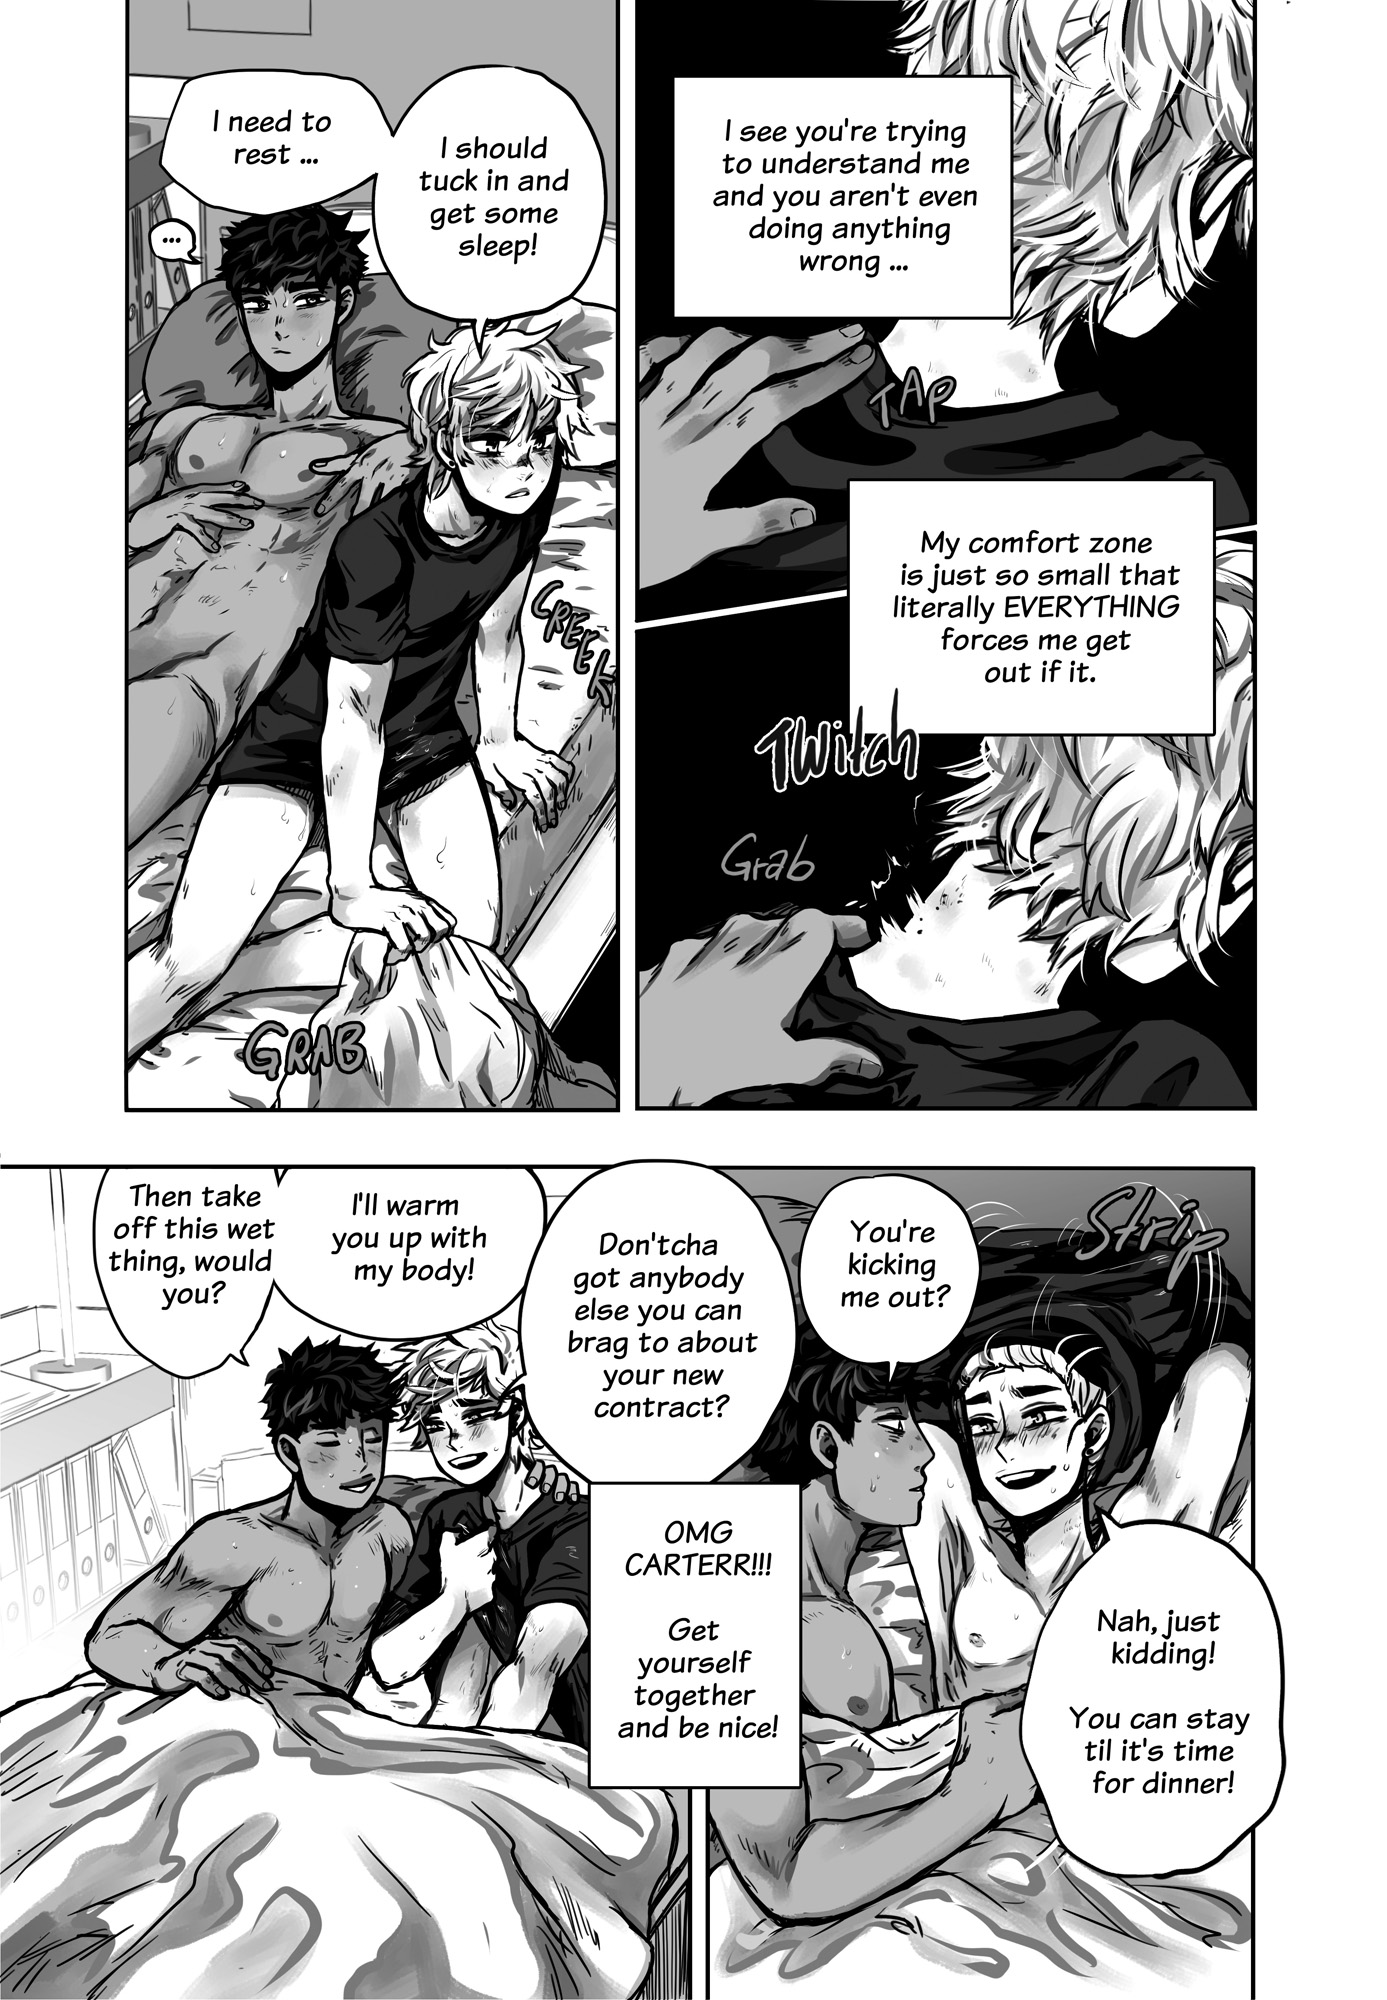 I need to
rest ...
...
I should
tuck in and
get some
sleep!
CREEK
GRAB
I see you're trying
to understand me
and you aren't even
doing anything
wrong ...
TAP
My comfort zone
is just so small that
literally EVERYTHING
forces me get
out if it.
TWitch
Grab
Then take
off this wet
thing, would
you?
I'll warm
you up with
my body!
Don'tcha
got anybody
else you can
brag to about
your new
contract?
OMG
CARTERR!!!
Get
yourself
together
and be nice!
You're
kicking
me out?
Strip
Nah, just
kidding!
You can stay
til it's time
for dinner!